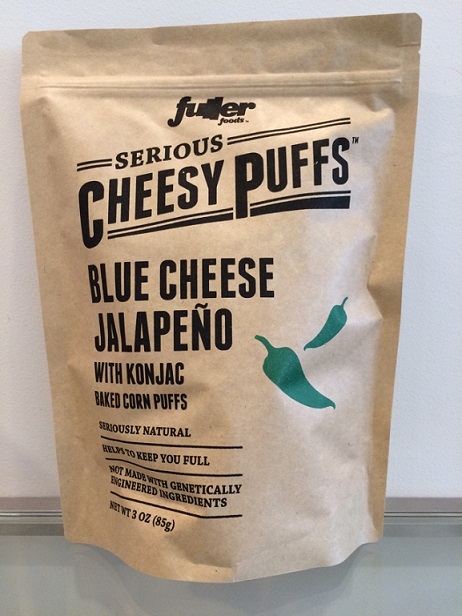 fuller
foods™
SERIOUS
CHEESY PUFFS™
BLUE CHEESE
JALAPEÑO
WITH KONJAC
BAKED CORN PUFFS
SERIOUSLY NATURAL
HELPS TO KEEP YOU FULL
NOT MADE WITH GENETICALLY
ENGINEERED INGREDIENTS
NET WT 3 OZ (85g)